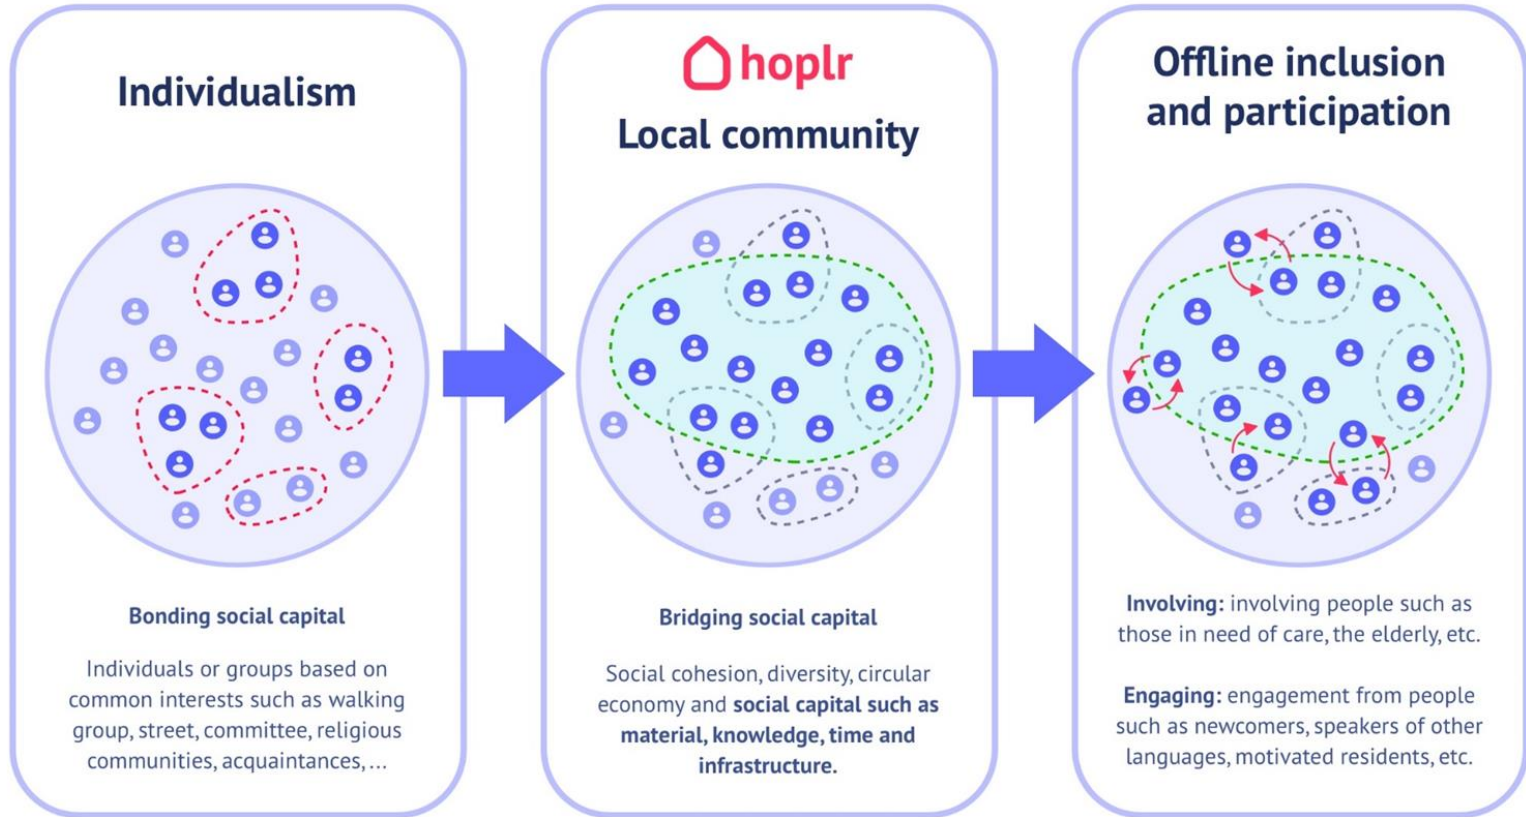 Individualism
Bonding social capital
Individuals or groups based on
common interests such as walking
group, street, committee, religious
communities, acquaintances, ...
hoplr
Local community
Bridging social capital
Social cohesion, diversity, circular
economy and social capital such as
material, knowledge, time and
infrastructure.
Offline inclusion
and participation
Involving: involving people such as
those in need of care, the elderly, etc.
Engaging: engagement from people
such as newcomers, speakers of other
languages, motivated residents, etc.